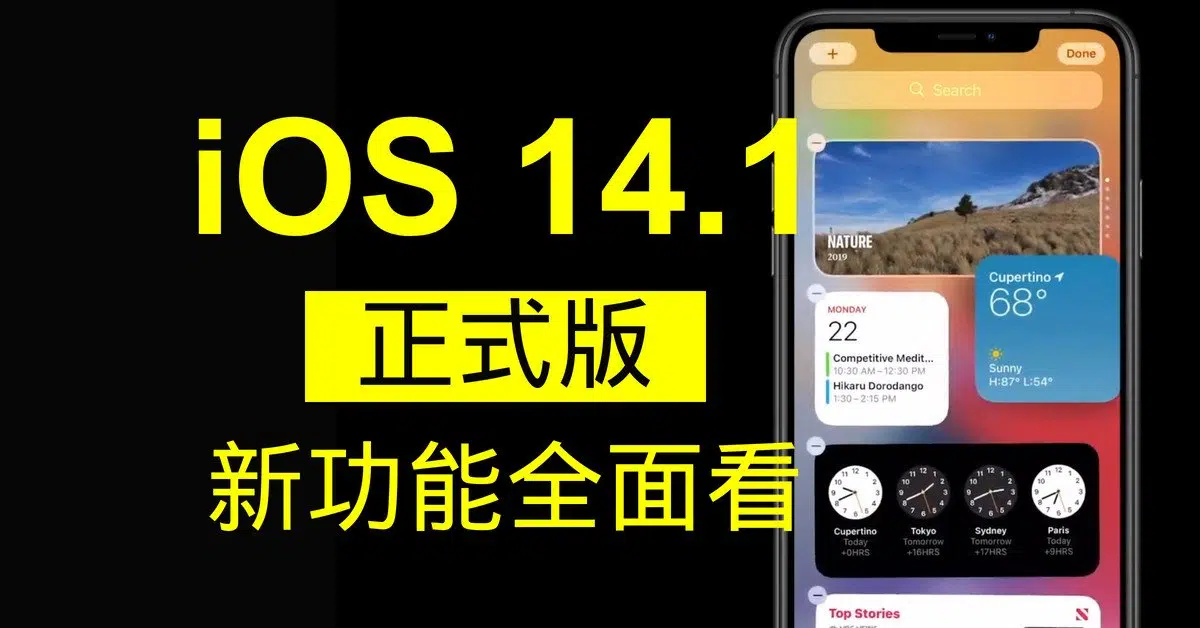 iOS 14.1
正式版
新功能全面看
+
Done
Search
NATURE
2019
Cupertino
68°
Sunny
H:87° L:54°
MONDAY
22
Competitive Medit...
10:30 AM – 12:30 PM
Hikaru Dorodango
1:30 – 2:15 PM
Cupertino Tokyo Sydney Paris
Today Tomorrow Tomorrow Today
+0HRS +16HRS +17HRS +9HRS
Top Stories